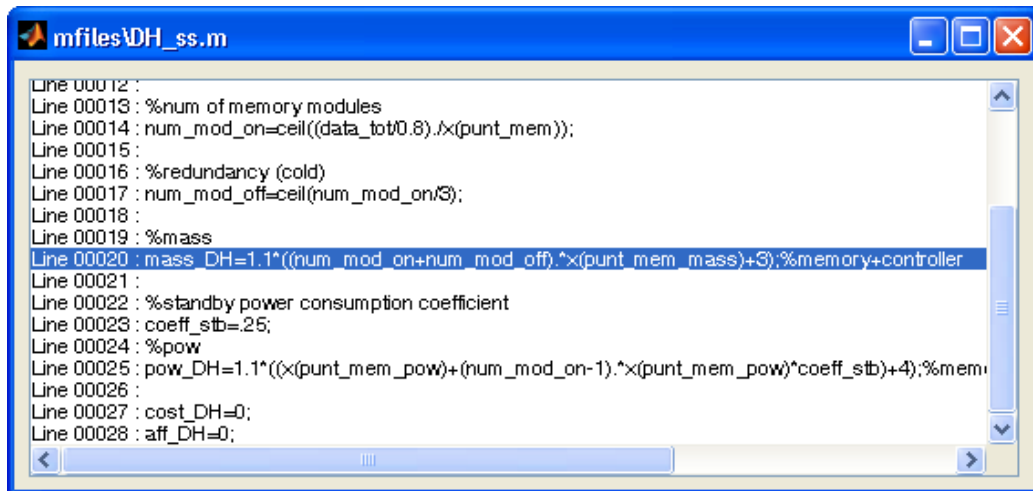 mfiles\DH_ss.m
Line 00012 :
Line 00013 : %num of memory modules
Line 00014 : num_mod_on=ceil((data_tot/0.8)./x(punt_mem));
Line 00015 :
Line 00016 : %redundancy (cold)
Line 00017 : num_mod_off=ceil(num_mod_on/3);
Line 00018 :
Line 00019 : %mass
Line 00020 : mass_DH=1.1*((num_mod_on+num_mod_off).*x(punt_mem_mass)+3);%memory+controller
Line 00021 :
Line 00022 : %standby power consumption coefficient
Line 00023 : coeff_stb=.25;
Line 00024 : %pow
Line 00025 : pow_DH=1.1*((x(punt_mem_pow)+(num_mod_on-1).*x(punt_mem_pow)*coeff_stb)+4);%mem
Line 00026 :
Line 00027 : cost_DH=0;
Line 00028 : aff_DH=0;